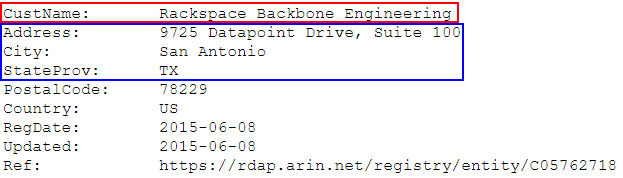 CustName: Rackspace Backbone Engineering
Address: 9725 Datapoint Drive, Suite 100
City: San Antonio
StateProv: TX
PostalCode: 78229
Country: US
RegDate: 2015-06-08
Updated: 2015-06-08
Ref: https://rdap.arin.net/registry/entity/C05762718